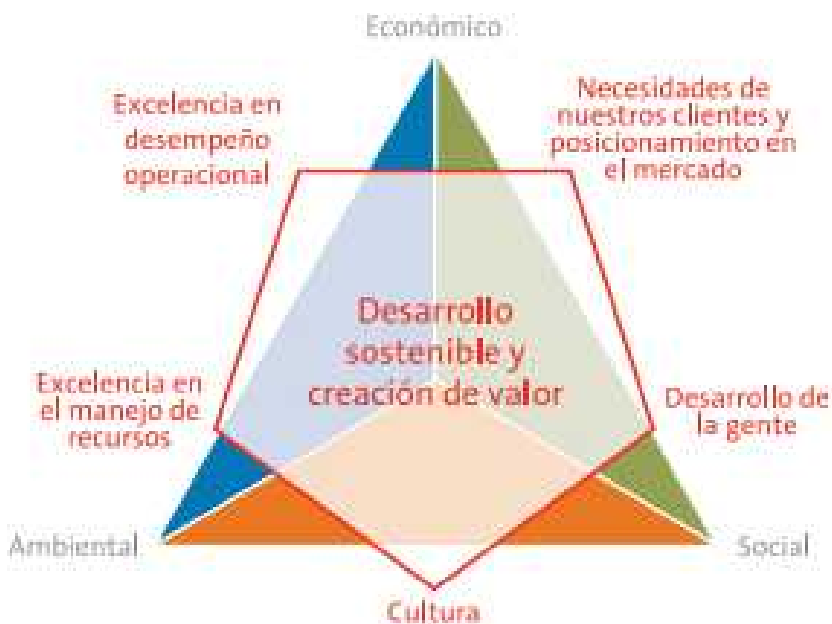 Económico
Excelencia en
desempeño
operacional
Necesidades de
nuestros clientes y
posicionamiento en
el mercado
Desarrollo
sostenible y
creación de valor
Excelencia en
el manejo de
recursos
Desarrollo de
la gente
Ambiental
Social
Cultura